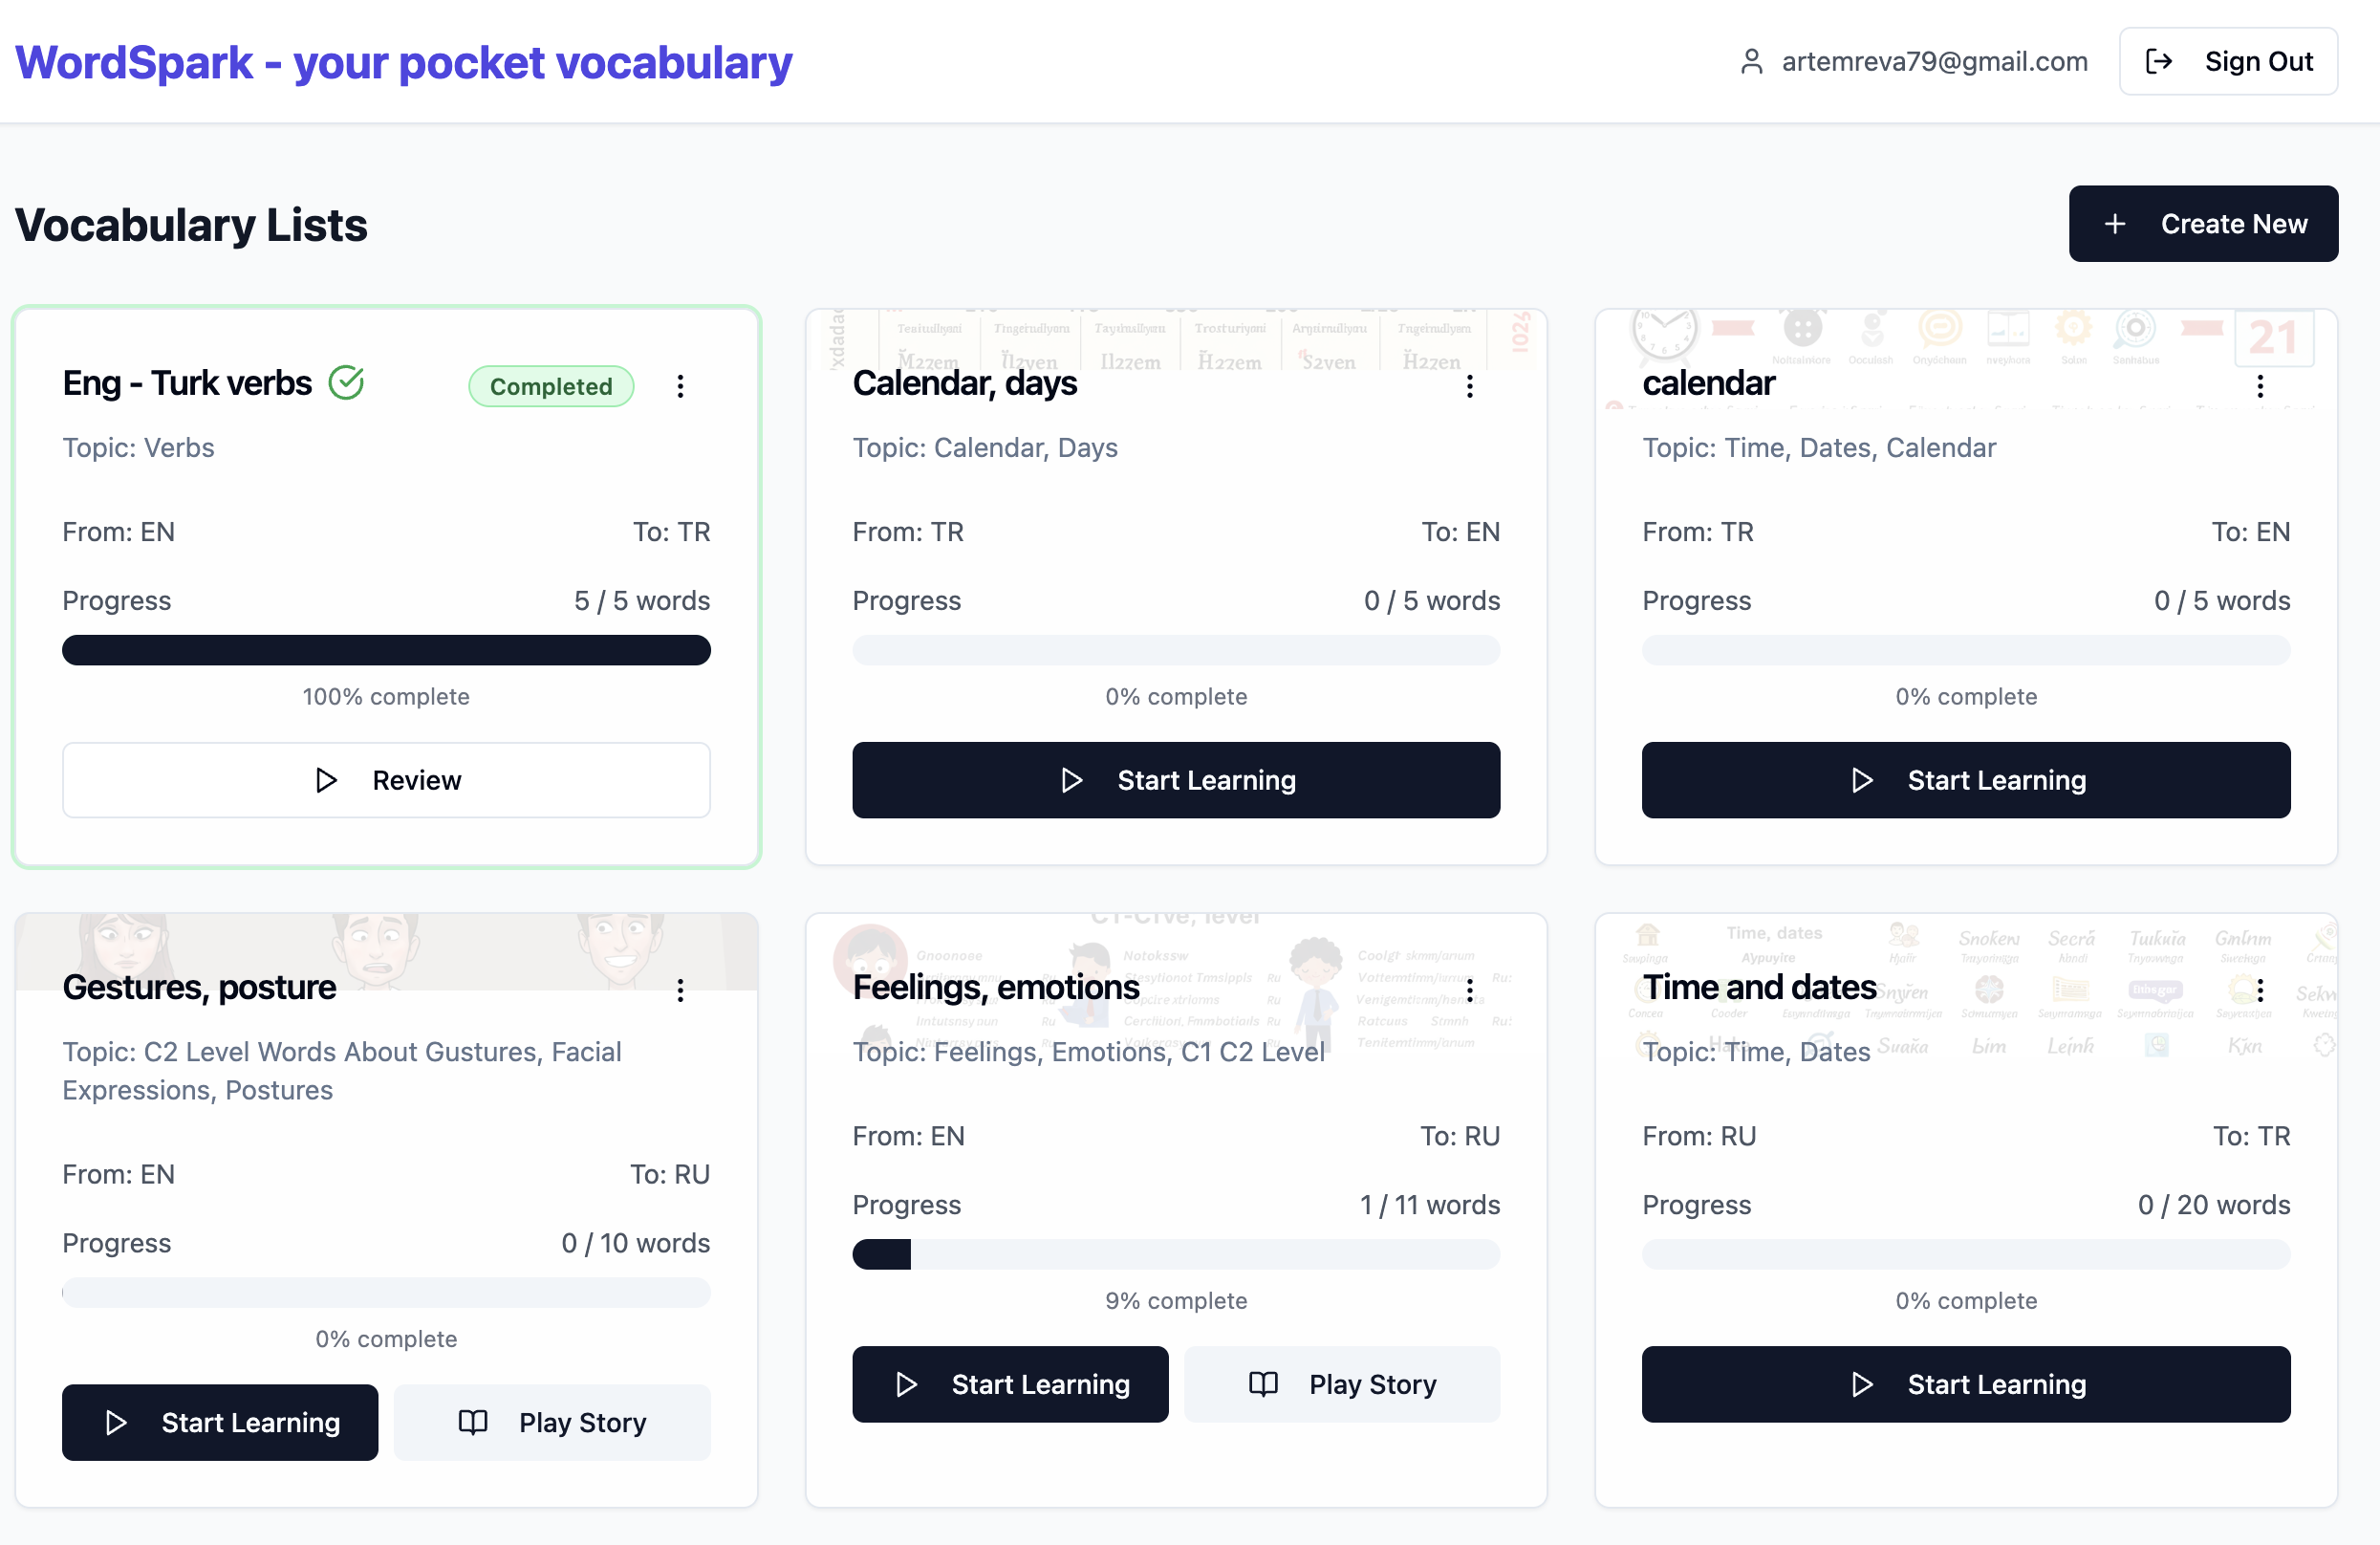 WordSpark - your pocket vocabulary
artemreva79@gmail.com
Sign Out
Vocabulary Lists
Create New
Eng - Turk verbs
Completed
Topic: Verbs
From: EN
To: TR
Progress
5 / 5 words
100% complete
Review
Calendar, days
Topic: Calendar, Days
From: TR
To: EN
Progress
0 / 5 words
0% complete
Start Learning
21
calendar
Topic: Time, Dates, Calendar
From: TR
To: EN
Progress
0 / 5 words
0% complete
Start Learning
Gestures, posture
Topic: C2 Level Words About Gustures, Facial
Expressions, Postures
From: EN
To: RU
Progress
0 / 10 words
0% complete
Start Learning
Play Story
Feelings, emotions
Topic: Feelings, Emotions, C1 C2 Level
From: EN
To: RU
Progress
1 / 11 words
9% complete
Start Learning
Play Story
Time, dates
Time and dates
Topic: Time, Dates
From: RU
To: TR
Progress
0 / 20 words
0% complete
Start Learning